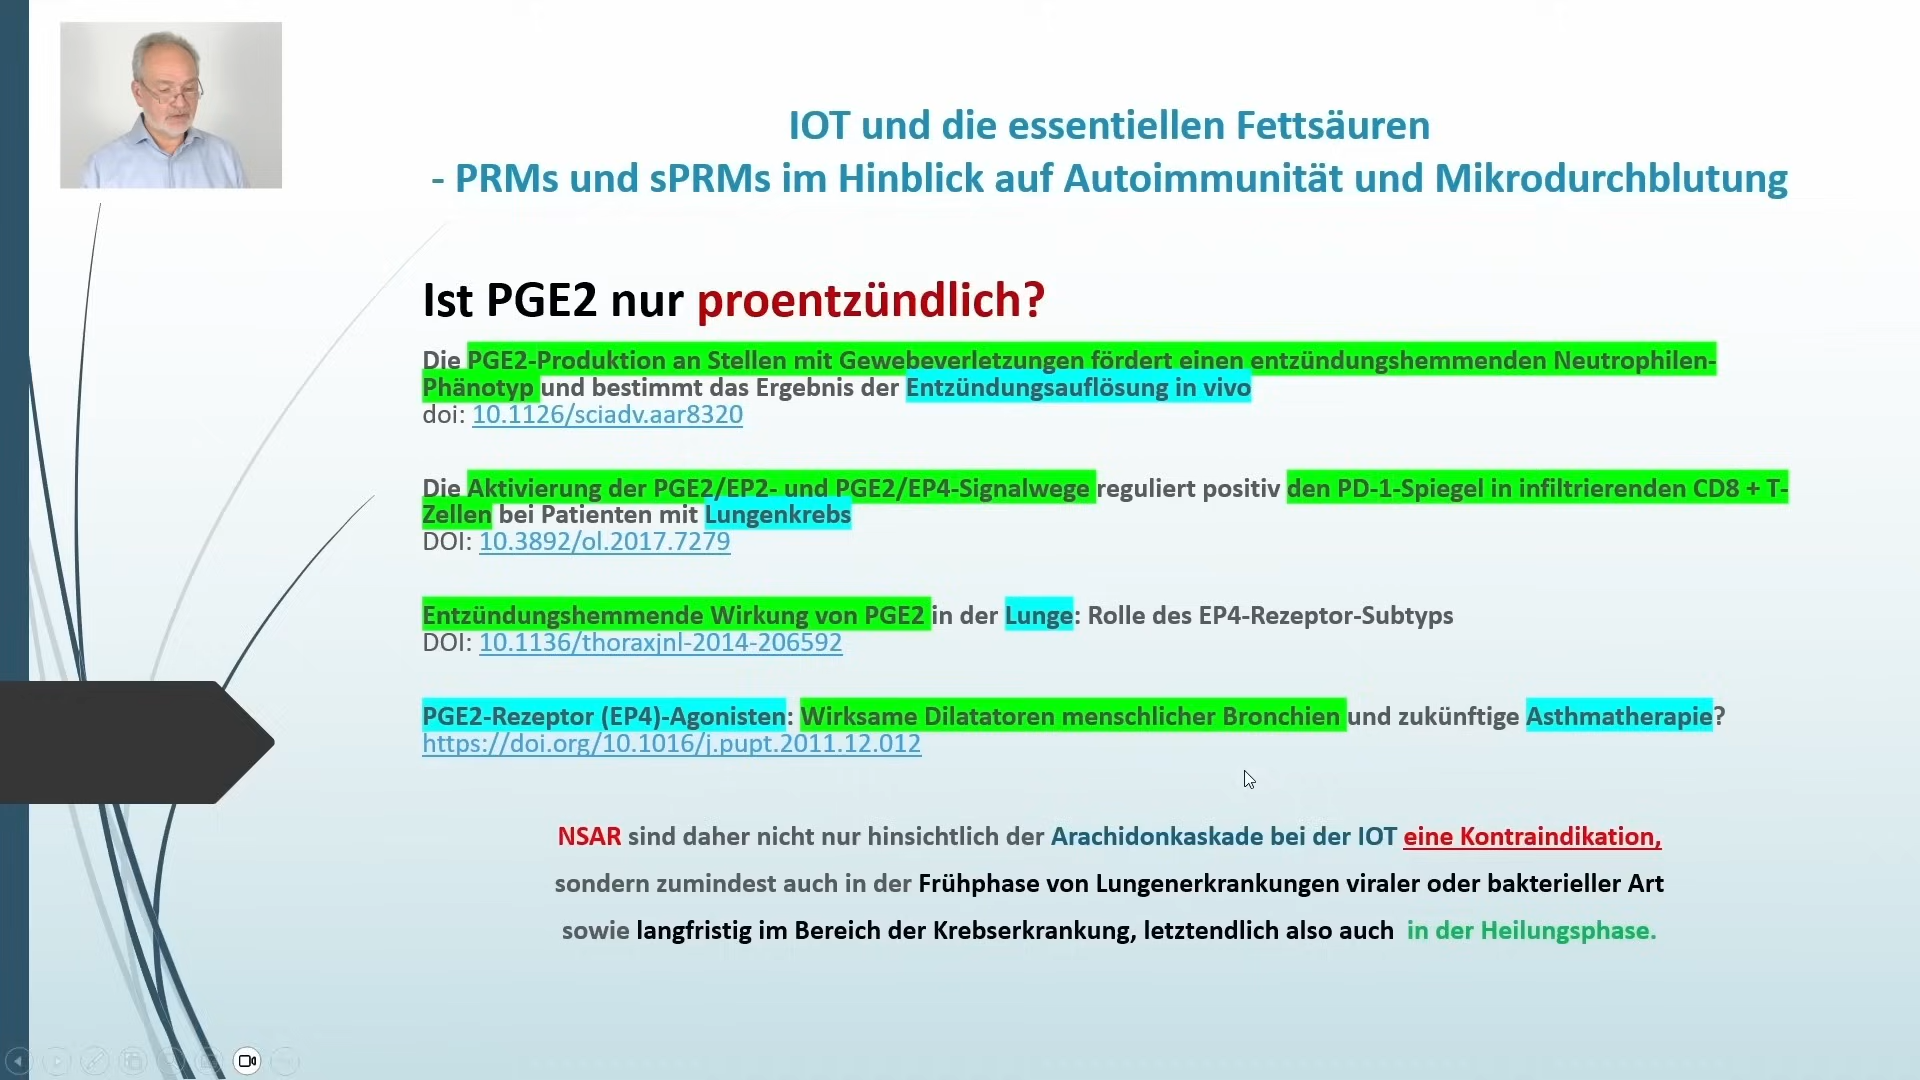 IOT und die essentiellen Fettsäuren
- PRMs und sPRMs im Hinblick auf Autoimmunität und Mikrodurchblutung
Ist PGE2 nur proentzündlich?
Die PGE2-Produktion an Stellen mit Gewebeverletzungen fördert einen entzündungshemmenden Neutrophilen-
Phänotyp und bestimmt das Ergebnis der Entzündungsauflösung in vivo
doi: 10.1126/sciadv.aar8320
Die Aktivierung der PGE2/EP2- und PGE2/EP4-Signalwege reguliert positiv den PD-1-Spiegel in infiltrierenden CD8 + T-
Zellen bei Patienten mit Lungenkrebs
DOI: 10.3892/ol.2017.7279
Entzündungshemmende Wirkung von PGE2 in der Lunge: Rolle des EP4-Rezeptor-Subtyps
DOI: 10.1136/thoraxjnl-2014-206592
PGE2-Rezeptor (EP4)-Agonisten: Wirksame Dilatatoren menschlicher Bronchien und zukünftige Asthmatherapie?
https://doi.org/10.1016/j.pupt.2011.12.012
NSAR sind daher nicht nur hinsichtlich der Arachidonkaskade bei der IOT eine Kontraindikation,
sondern zumindest auch in der Frühphase von Lungenerkrankungen viraler oder bakterieller Art
sowie langfristig im Bereich der Krebserkrankung, letztendlich also auch in der Heilungsphase.